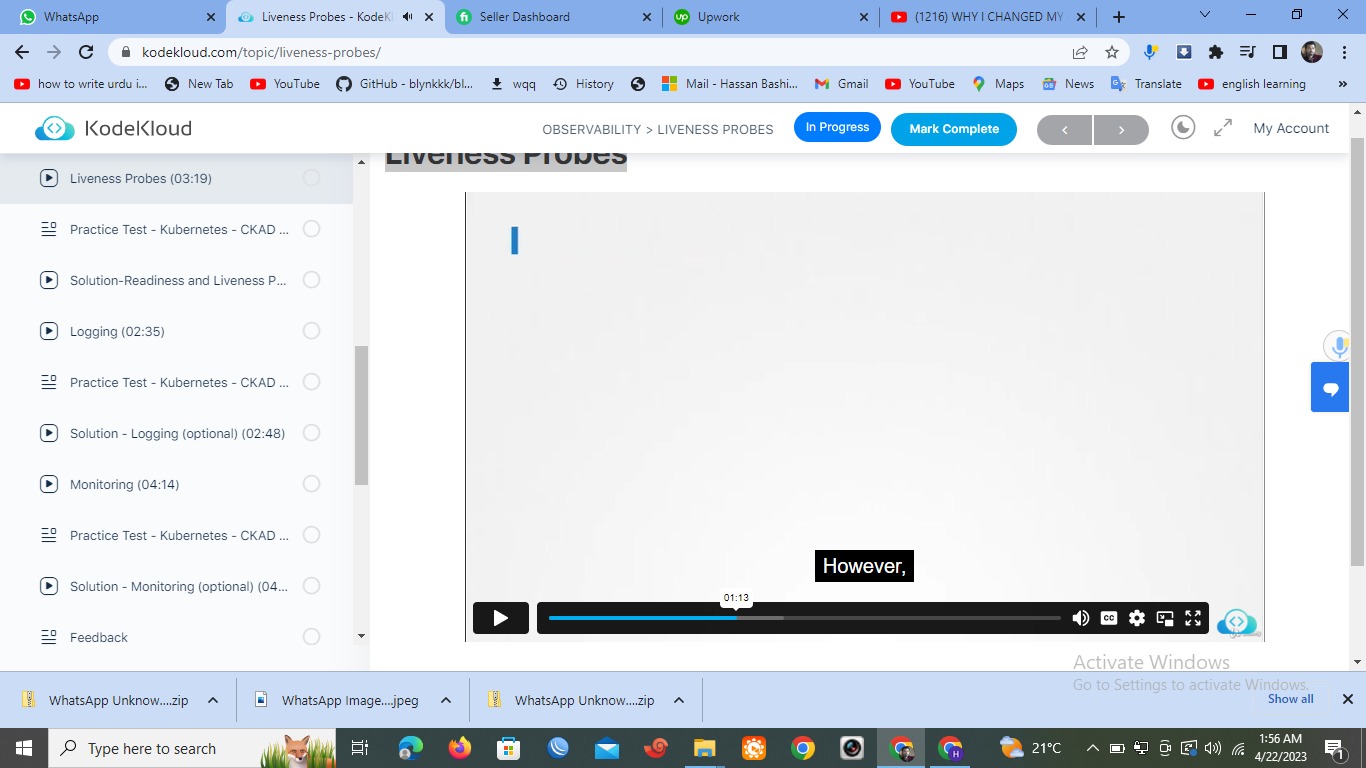 WhatsApp
Liveness Probes - KodeKl
Seller Dashboard
Upwork
(1216) WHY I CHANGED MY
kodekloud.com/topic/liveness-probes/
how to write urdu i...
New Tab
YouTube
GitHub - blynkkk/bl...
wqq
History
Mail - Hassan Bashi...
Gmail
YouTube
Maps
News
Translate
english learning
»
KodeKloud
OBSERVABILITY > LIVENESS PROBES
In Progress
Mark Complete
My Account
Liveness Probes (03:19)
Practice Test - Kubernetes - CKAD ...
Solution-Readiness and Liveness P...
Logging (02:35)
Practice Test - Kubernetes - CKAD ...
Solution - Logging (optional) (02:48)
Monitoring (04:14)
Practice Test - Kubernetes - CKAD ...
Solution - Monitoring (optional) (04...
Feedback
Liveness Probes
However,
01:13
CC
Activate Windows
Go to Settings to activate Windows.
WhatsApp Unknow....zip
WhatsApp Image....jpeg
WhatsApp Unknow....zip
Show all
Type here to search
H
21°C
1:56 AM
4/22/2023
1